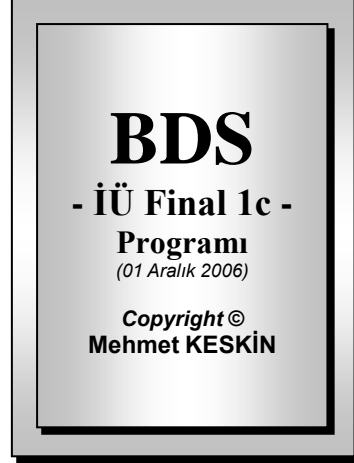 BDS
- İÜ Final 1c -
Programı
(01 Aralık 2006)
Copyright ©
Mehmet KESKİN